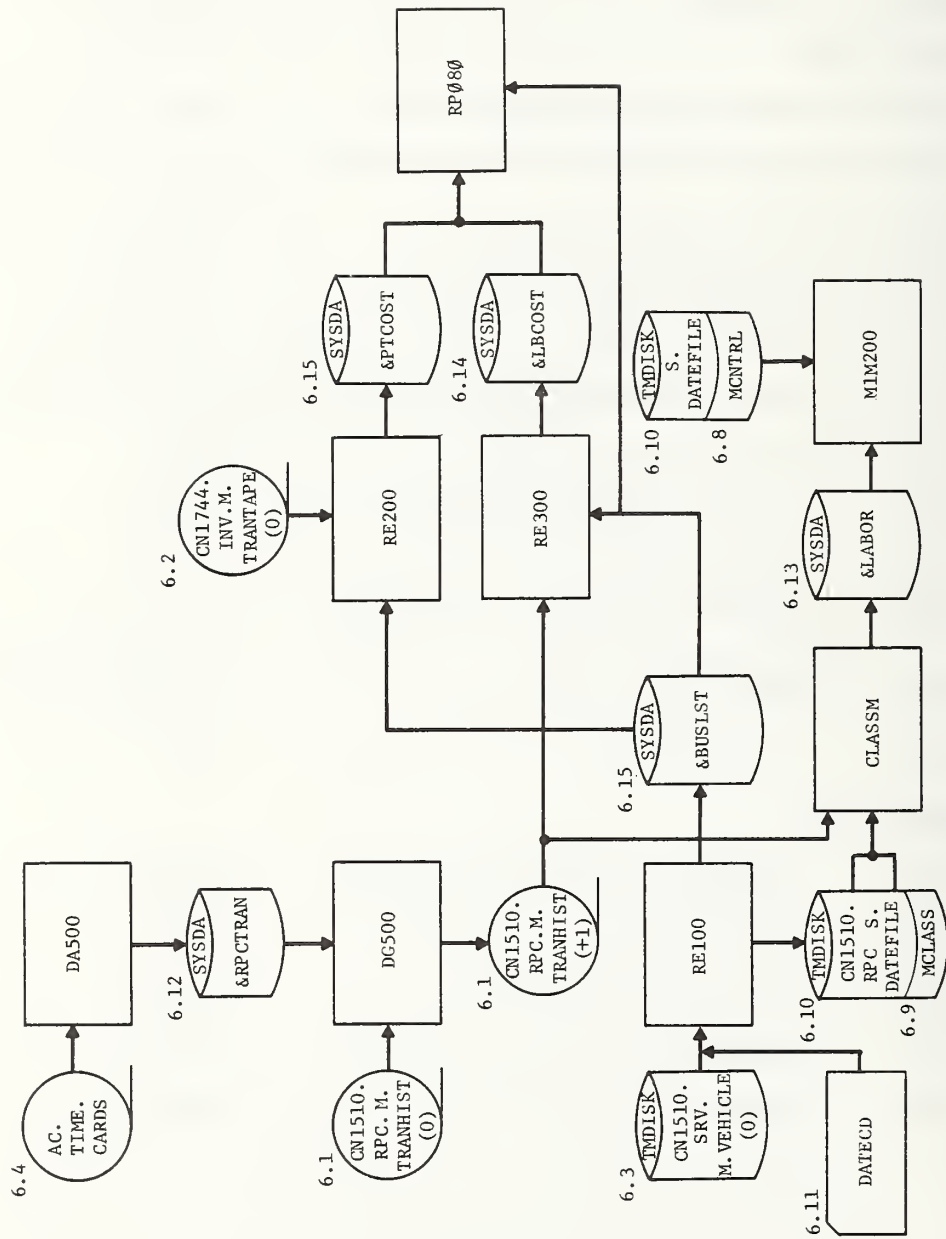 6.4
AC.
TIME.
CARDS
DA500
6.12
SYSDA
&RPCTRAN
6.1
CN1510.
RPC.M.
TRANHIST
(0)
DG500
6.1
CN1510.
RPC.M.
TRANHIST
(+1)
6.2
CN1744.
INV.M.
TRANTAPE
(0)
RE200
6.15
SYSDA
&PTCOST
RPØ8Ø
RE300
6.14
SYSDA
&LBCOST
6.3
TMDISK
CN1510.
SRV.
M.VEHICLE
(0)
6.11
DATECD
RE100
6.15
SYSDA
&BUSLST
6.10
TMDISK
CN1510.
RPC S.
DATEFILE
6.9
MCLASS
CLASSM
6.13
SYSDA
&LABOR
6.10
TMDISK
S.
DATEFILE
6.8
MCNTRL
M1M200